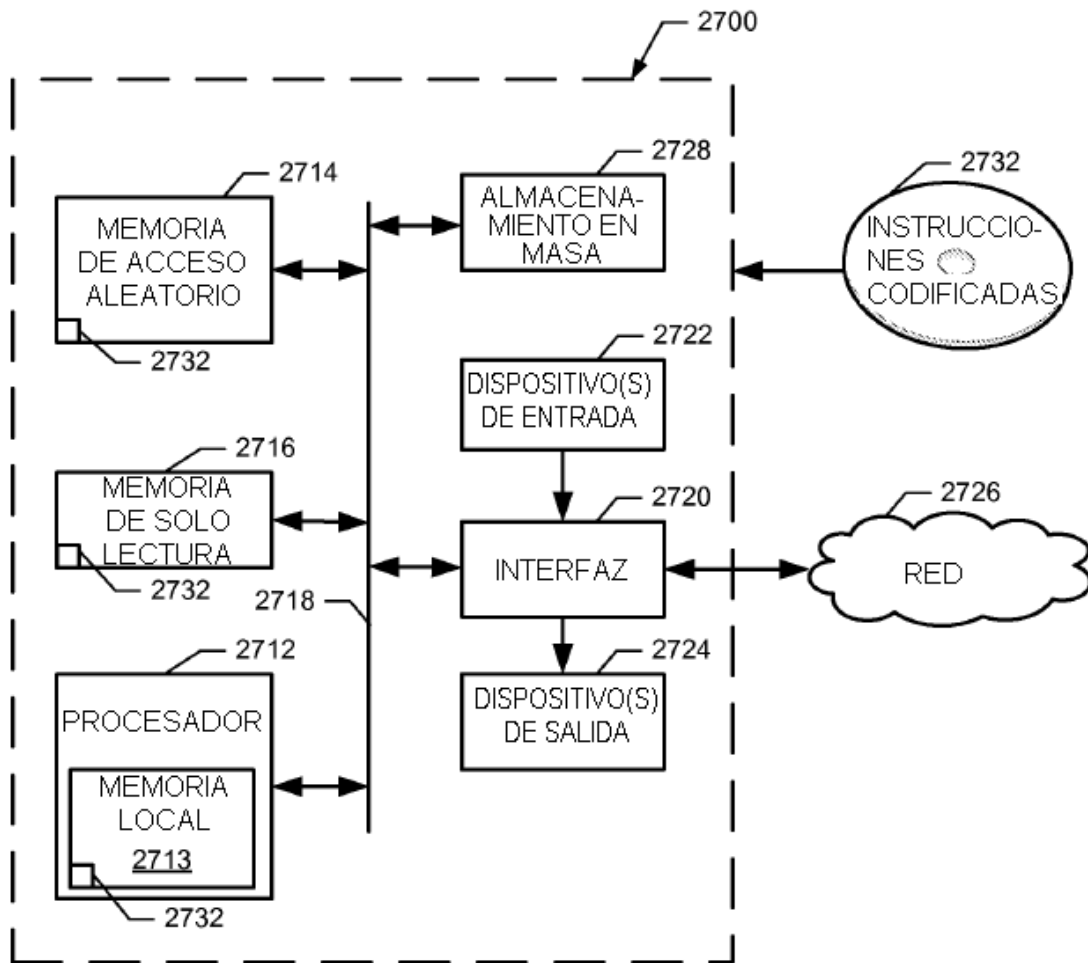 2700
2714
MEMORIA
DE ACCESO
ALEATORIO
2732
2728
ALMACENA-
MIENTO EN
MASA
2732
INSTRUCCIO-
NES
CODIFICADAS
2722
DISPOSITIVO(S)
DE ENTRADA
2716
MEMORIA
DE SOLO
LECTURA
2732
2718
2720
INTERFAZ
2726
RED
2712
PROCESADOR
MEMORIA
LOCAL
2713
2732
2724
DISPOSITIVO(S)
DE SALIDA